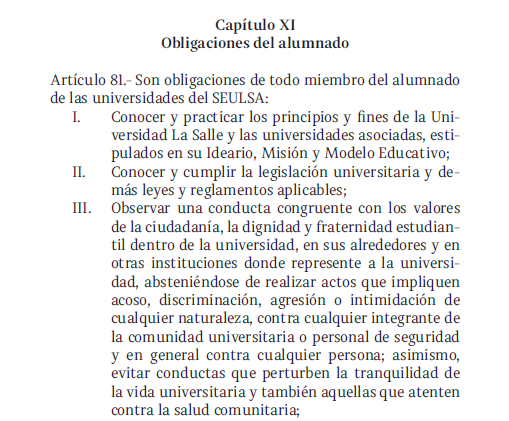 Capítulo XI
Obligaciones del alumnado
Artículo 81.- Son obligaciones de todo miembro del alumnado
de las universidades del SEULSA:
I. Conocer y practicar los principios y fines de la Uni-
versidad La Salle y las universidades asociadas, esti-
pulados en su Ideario, Misión y Modelo Educativo;
II. Conocer y cumplir la legislación universitaria y de-
más leyes y reglamentos aplicables;
III. Observar una conducta congruente con los valores
de la ciudadanía, la dignidad y fraternidad estudian-
til dentro de la universidad, en sus alrededores y en
otras instituciones donde represente a la universi-
dad, absteniéndose de realizar actos que impliquen
acoso, discriminación, agresión o intimidación de
cualquier naturaleza, contra cualquier integrante de
la comunidad universitaria o personal de seguridad
y en general contra cualquier persona; asimismo,
evitar conductas que perturben la tranquilidad de
la vida universitaria y también aquellas que atenten
contra la salud comunitaria;